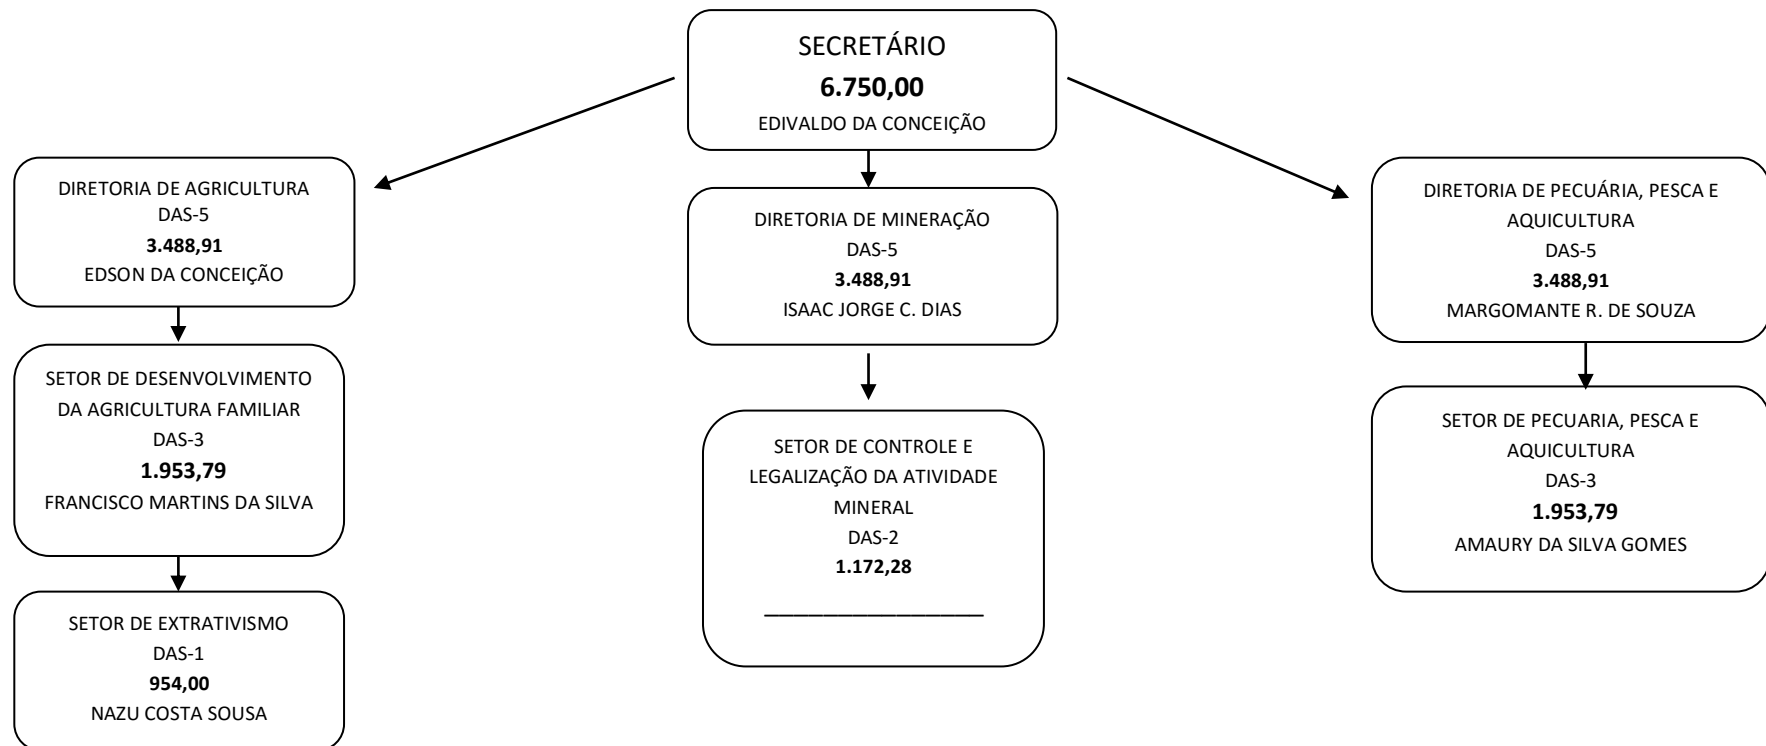 SECRETÁRIO
6.750,00
EDIVALDO DA CONCEIÇÃO
DIRETORIA DE AGRICULTURA
DAS-5
3.488,91
EDSON DA CONCEIÇÃO
DIRETORIA DE MINERAÇÃO
DAS-5
3.488,91
ISAAC JORGE C. DIAS
DIRETORIA DE PECUÁRIA, PESCA E
AQUICULTURA
DAS-5
3.488,91
MARGOMANTE R. DE SOUZA
SETOR DE DESENVOLVIMENTO
DA AGRICULTURA FAMILIAR
DAS-3
1.953,79
FRANCISCO MARTINS DA SILVA
SETOR DE CONTROLE E
LEGALIZAÇÃO DA ATIVIDADE
MINERAL
DAS-2
1.172,28
SETOR DE PECUARIA, PESCA E
AQUICULTURA
DAS-3
1.953,79
AMAURY DA SILVA GOMES
SETOR DE EXTRATIVISMO
DAS-1
954,00
NAZU COSTA SOUSA